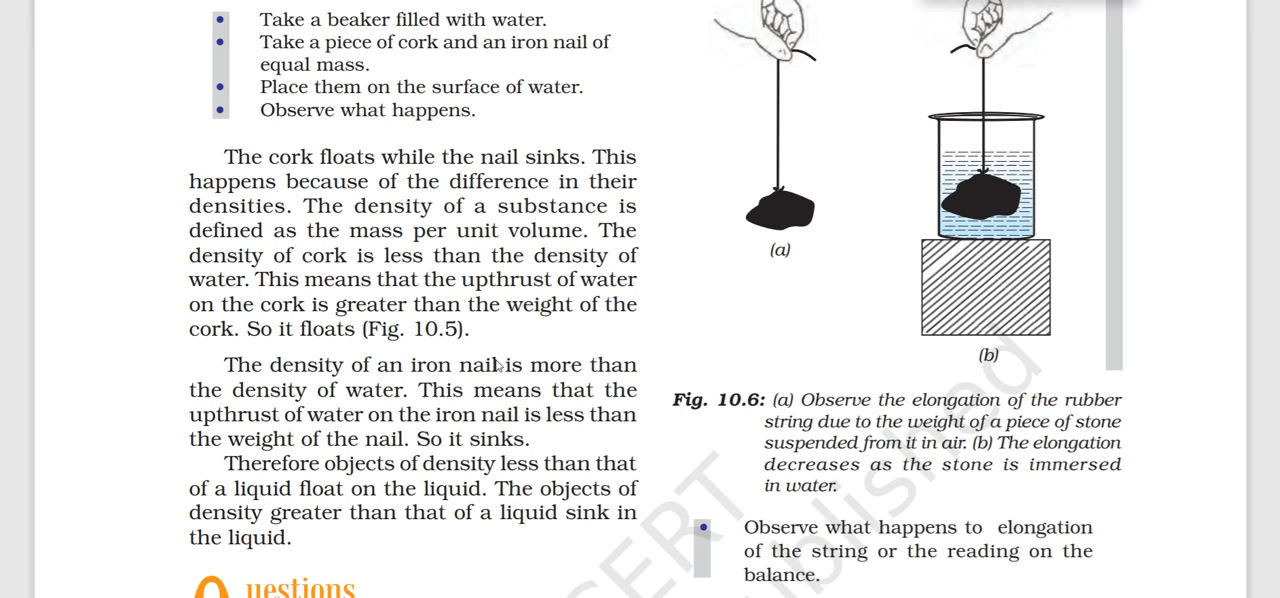 Take a beaker filled with water.
Take a piece of cork and an iron nail of
equal mass.
Place them on the surface of water.
Observe what happens.
The cork floats while the nail sinks. This
happens because of the difference in their
densities. The density of a substance is
defined as the mass per unit volume. The
density of cork is less than the density of
water. This means that the upthrust of water
on the cork is greater than the weight of the
cork. So it floats (Fig. 10.5).
The density of an iron nail is more than
the density of water. This means that the
upthrust of water on the iron nail is less than
the weight of the nail. So it sinks.
Therefore objects of density less than that
of a liquid float on the liquid. The objects of
density greater than that of a liquid sink in
the liquid.
Questions
(a)
(b)
Fig. 10.6: (a) Observe the elongation of the rubber
string due to the weight of a piece of stone
suspended from it in air. (b) The elongation
decreases as the stone is immersed
in water.
Observe what happens to elongation
of the string or the reading on the
balance.